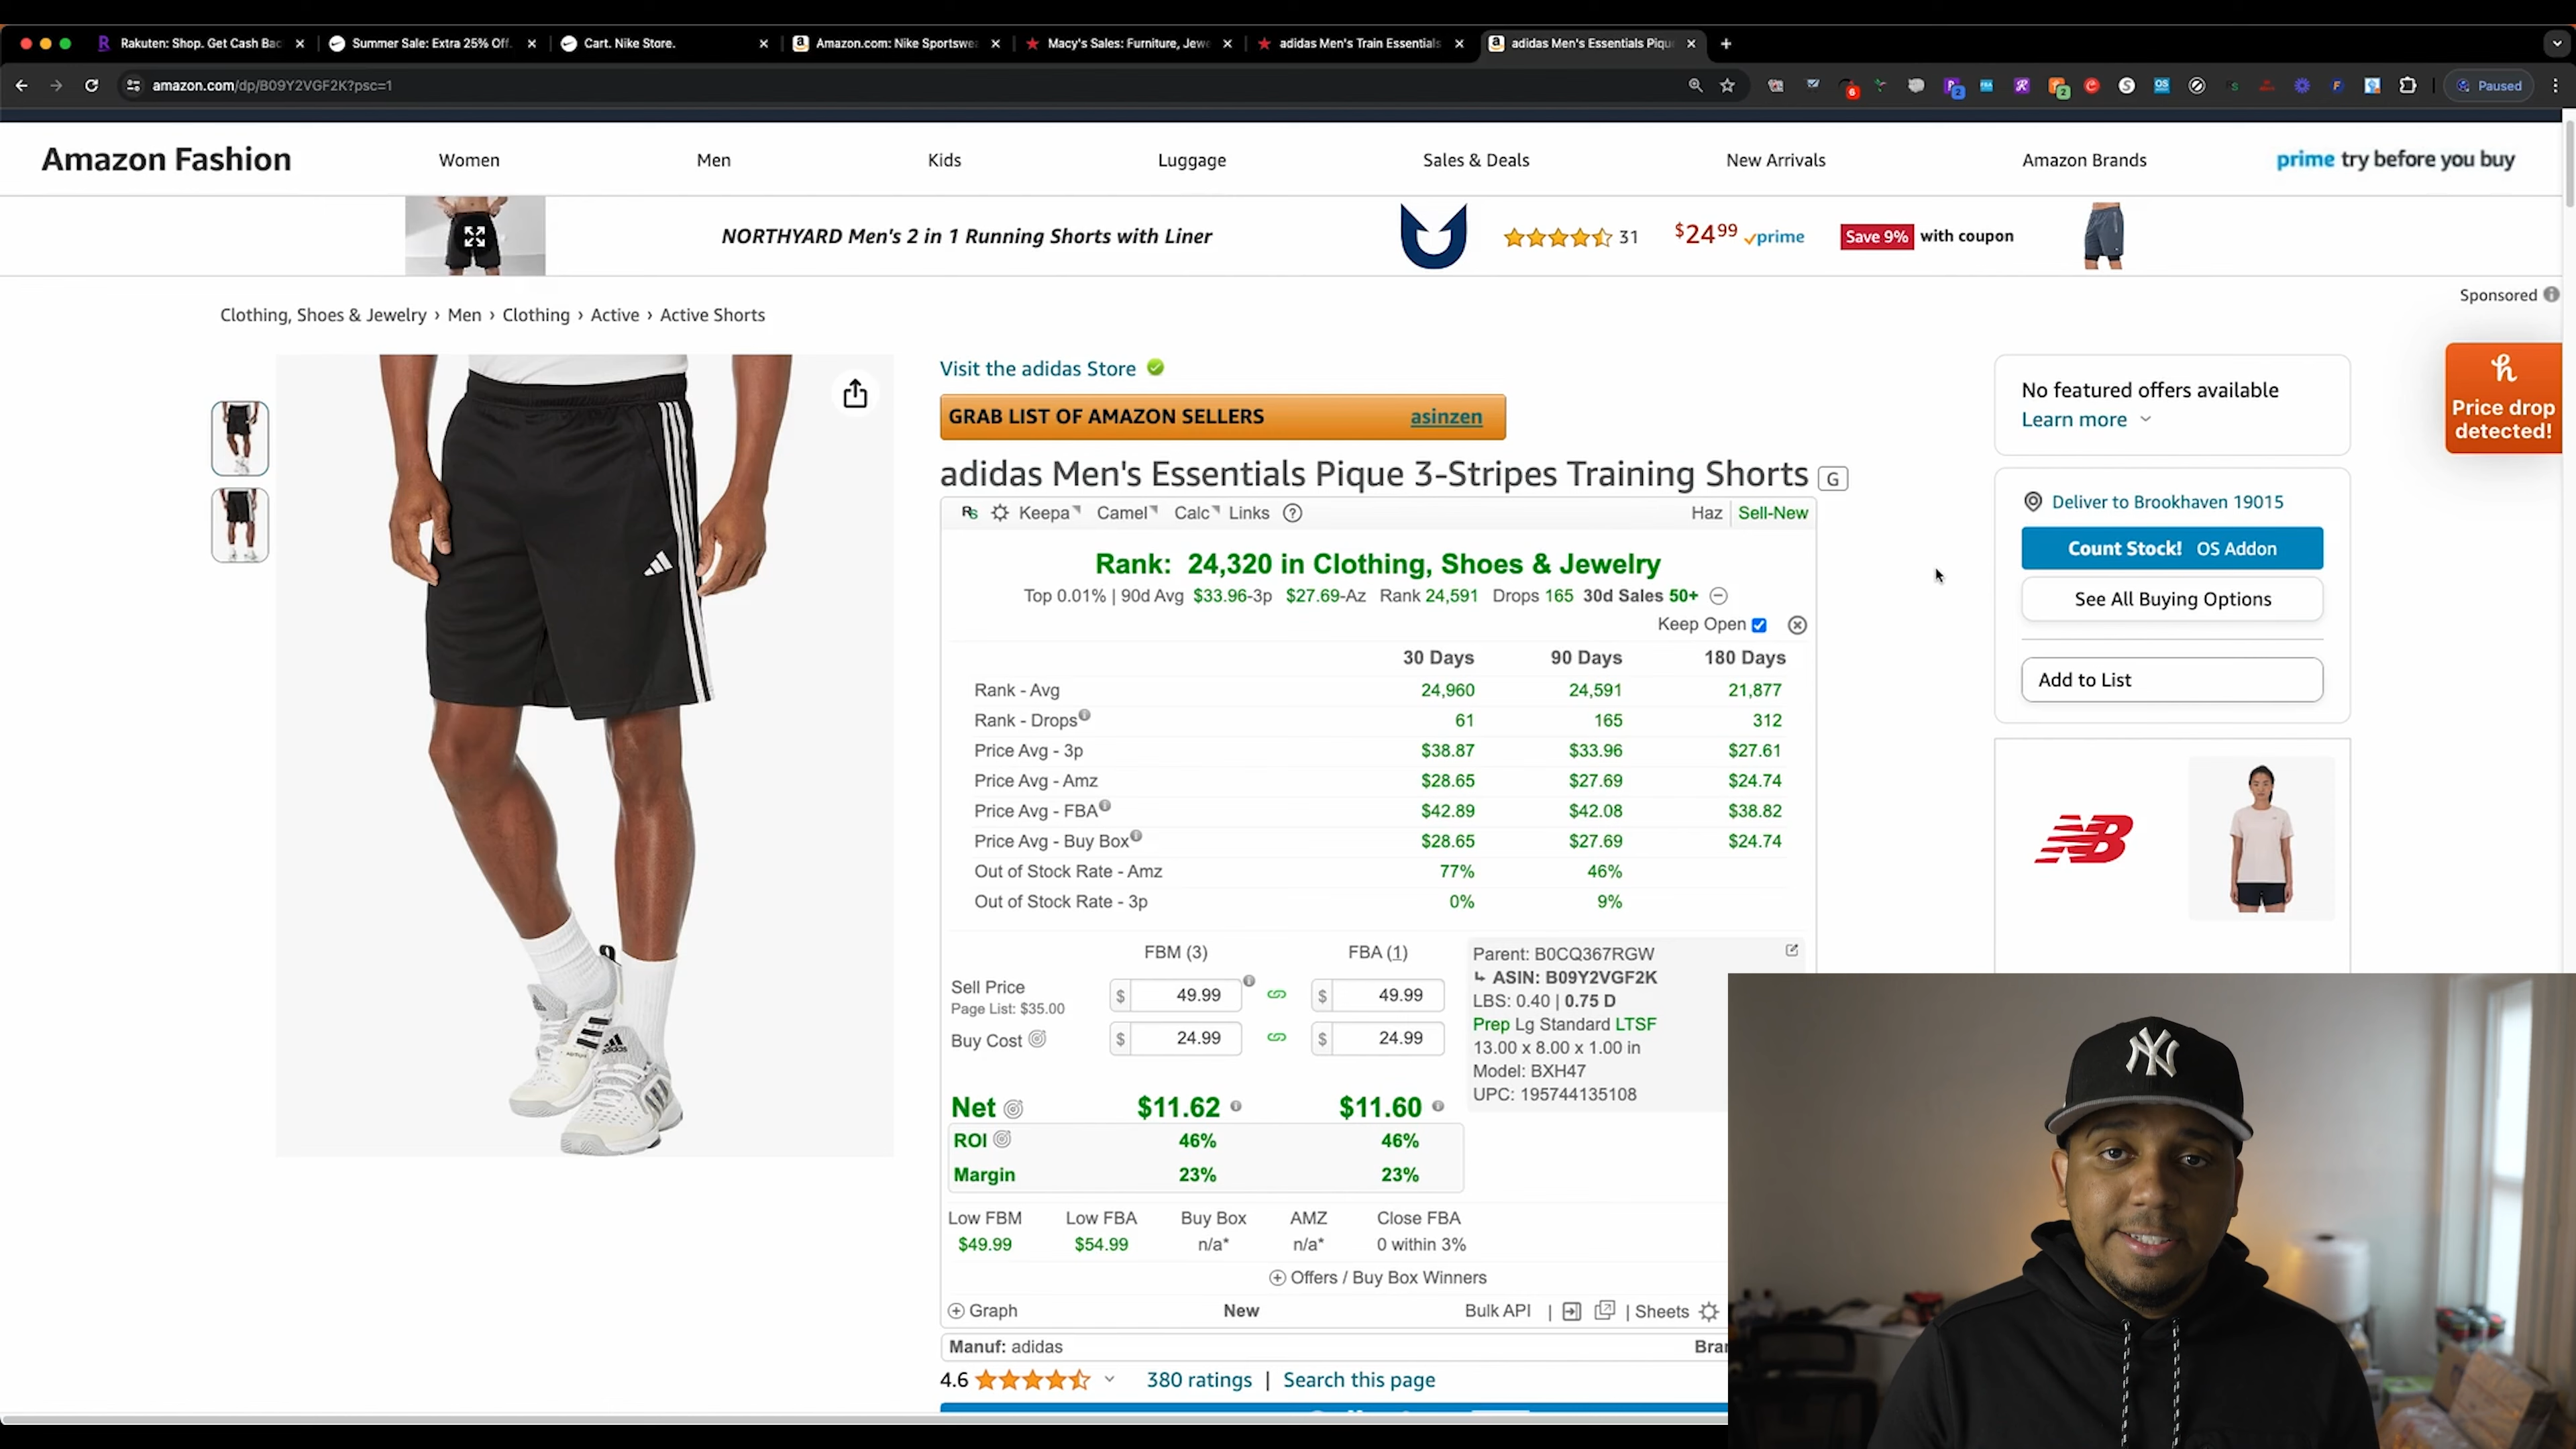 Rakuten: Shop. Get Cash Bac
Summer Sale: Extra 25% Off.
Cart. Nike Store.
Amazon.com: Nike Sportswea
Macy's Sales: Furniture, Jewe
adidas Men's Train Essentials
adidas Men's Essentials Piqu
amazon.com/dp/B09Y2VGF2K?psc=1
Paused
Amazon Fashion
Women
Men
Kids
Luggage
Sales & Deals
New Arrivals
Amazon Brands
prime try before you buy
NORTHYARD Men's 2 in 1 Running Shorts with Liner
31
$24.99 prime
Save 9% with coupon
Sponsored
Clothing, Shoes & Jewelry › Men › Clothing › Active › Active Shorts
Visit the adidas Store
GRAB LIST OF AMAZON SELLERS asinzen
adidas Men's Essentials Pique 3-Stripes Training Shorts G
RS Keepa Camel Calc Links ? Haz Sell-New
Rank: 24,320 in Clothing, Shoes & Jewelry
Top 0.01% | 90d Avg $33.96-3p $27.69-Az Rank 24,591 Drops 165 30d Sales 50+
Keep Open
30 Days 90 Days 180 Days
Rank - Avg 24,960 24,591 21,877
Rank - Drops 61 165 312
Price Avg - 3p $38.87 $33.96 $27.61
Price Avg - Amz $28.65 $27.69 $24.74
Price Avg - FBA $42.89 $42.08 $38.82
Price Avg - Buy Box $28.65 $27.69 $24.74
Out of Stock Rate - Amz 77% 46%
Out of Stock Rate - 3p 0% 9%
FBM (3) FBA (1)
Sell Price $ 49.99 $ 49.99
Page List: $35.00
Buy Cost $ 24.99 $ 24.99
Parent: B0CQ367RGW
ASIN: B09Y2VGF2K
LBS: 0.40 | 0.75 D
Prep Lg Standard LTSF
13.00 x 8.00 x 1.00 in
Model: BXH47
UPC: 195744135108
Net $11.62 $11.60
ROI 46% 46%
Margin 23% 23%
Low FBM Low FBA Buy Box AMZ Close FBA
$49.99 $54.99 n/a* n/a* 0 within 3%
Offers / Buy Box Winners
Graph New Bulk API | | Sheets
Manuf: adidas Bran
4.6 380 ratings | Search this page
No featured offers available
Learn more
Deliver to Brookhaven 19015
Count Stock! OS Addon
See All Buying Options
Add to List
Price drop
detected!
NB
NY